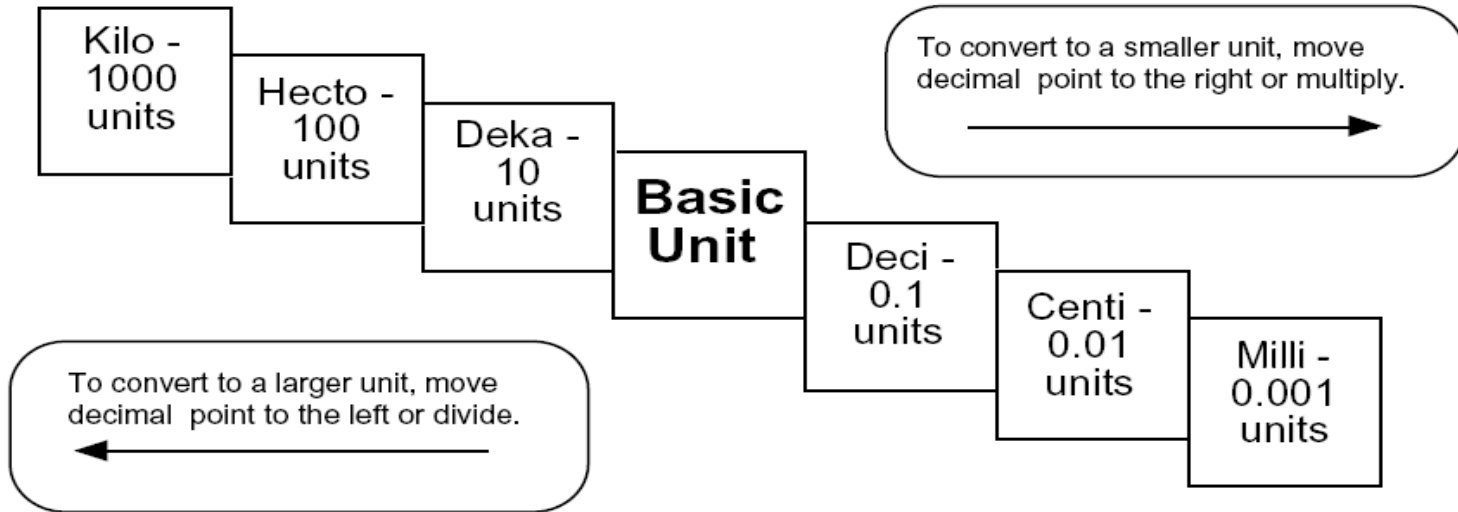 Kilo -
1000
units
Hecto -
100
units
Deka -
10
units
Basic
Unit
Deci -
0.1
units
Centi -
0.01
units
Milli -
0.001
units
To convert to a smaller unit, move
decimal point to the right or multiply.
To convert to a larger unit, move
decimal point to the left or divide.